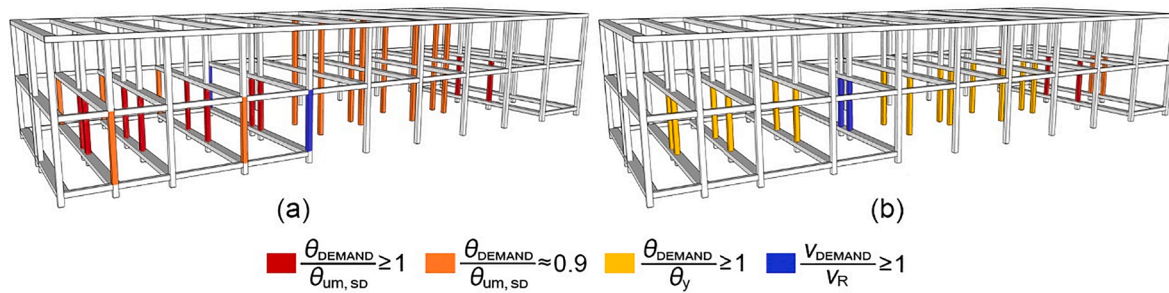 (a) (b)
θDEMAND/θum, SD ≥1 θDEMAND/θum, SD ≈0.9 θDEMAND/θy ≥1 VDEMAND/VR ≥1